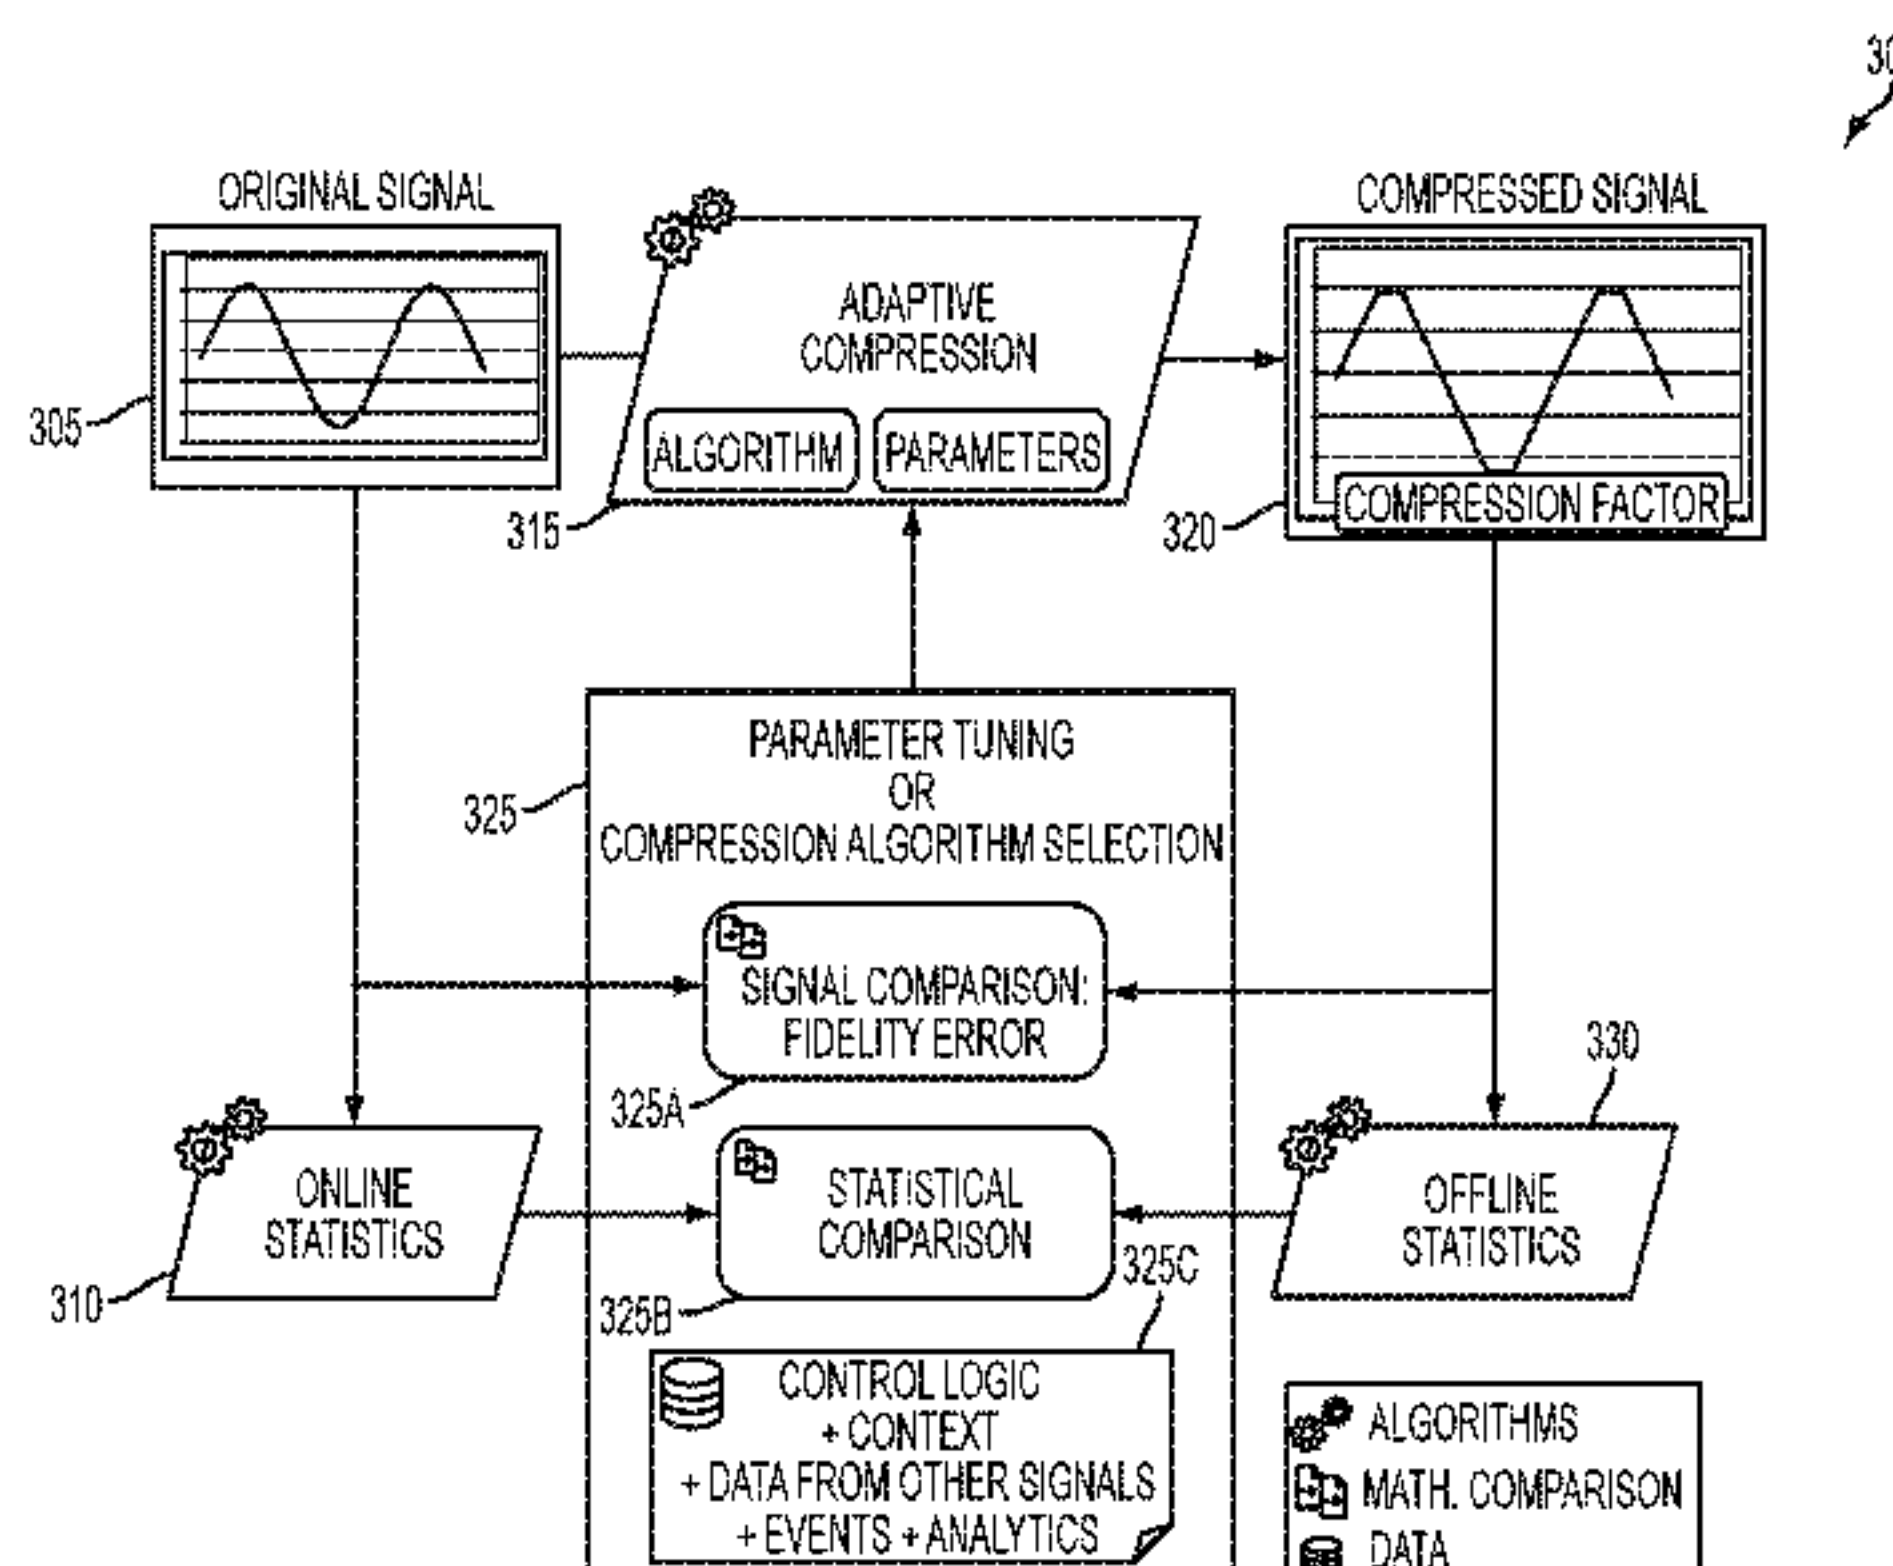 30
ORIGINAL SIGNAL
COMPRESSED SIGNAL
ADAPTIVE
COMPRESSION
305
ALGORITHM
PARAMETERS
315
320
COMPRESSION FACTOR
PARAMETER TUNING
OR
COMPRESSION ALGORITHM SELECTION
325
SIGNAL COMPARISON:
FIDELITY ERROR
325A
330
ONLINE
STATISTICS
310
STATISTICAL
COMPARISON
325B
325C
OFFLINE
STATISTICS
CONTROL LOGIC
+ CONTEXT
+ DATA FROM OTHER SIGNALS
+ EVENTS + ANALYTICS
ALGORITHMS
MATH. COMPARISON
DATA